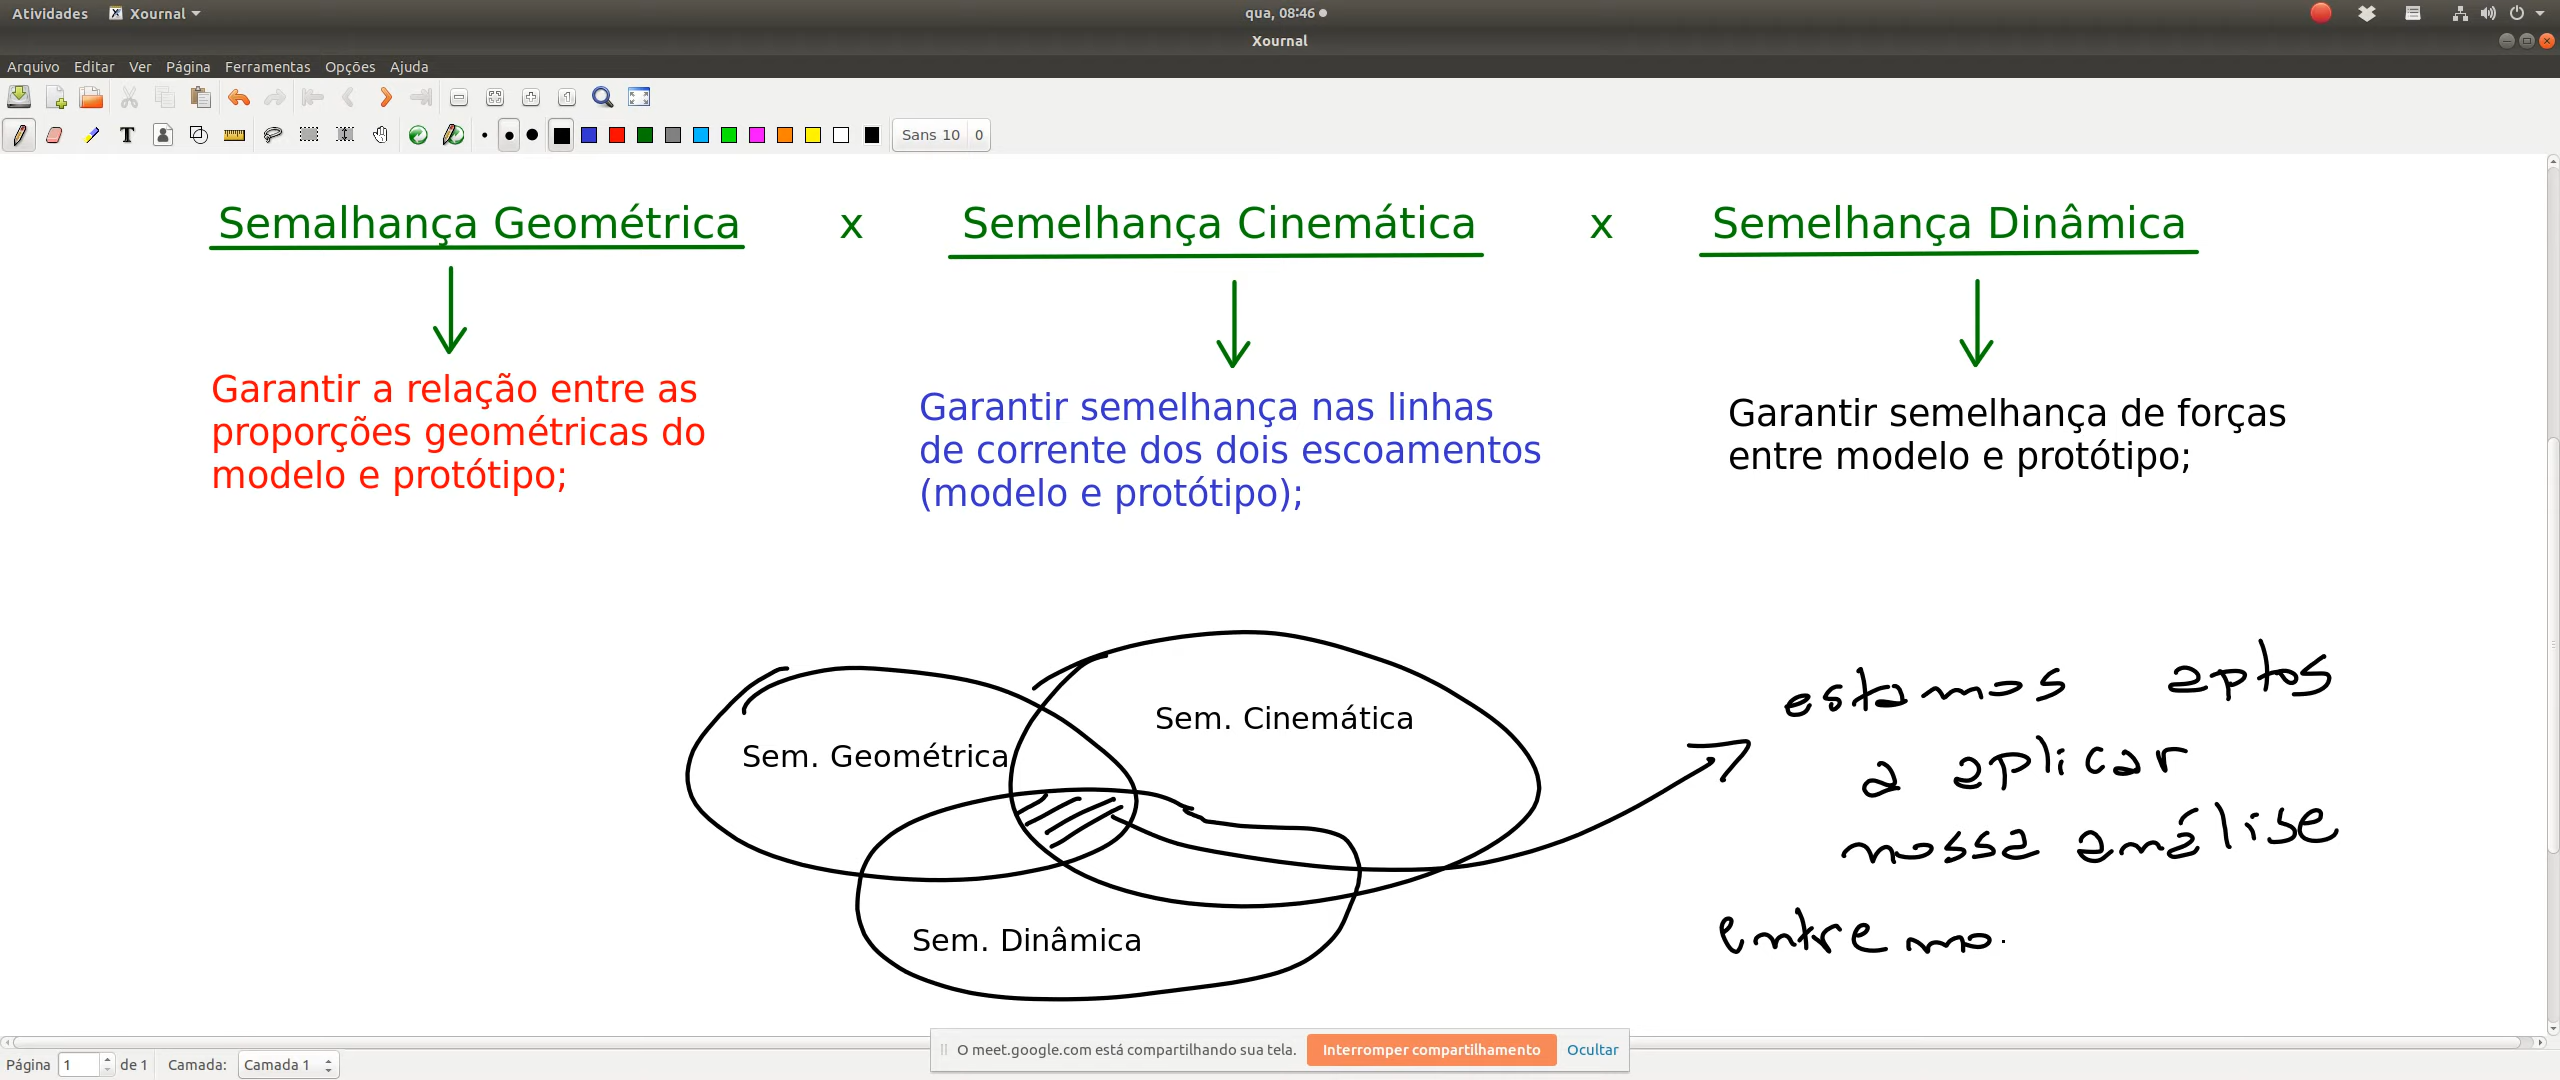 Atividades Xournal qua, 08:46
Xournal
Arquivo Editar Ver Página Ferramentas Opções Ajuda
Sans 10 0
Semalhança Geométrica x Semelhança Cinemática x Semelhança Dinâmica
Garantir a relação entre as
proporções geométricas do
modelo e protótipo;
Garantir semelhança nas linhas
de corrente dos dois escoamentos
(modelo e protótipo);
Garantir semelhança de forças
entre modelo e protótipo;
Sem. Geométrica
Sem. Cinemática
Sem. Dinâmica
estamos aptos
a aplicar
nossa análise
entre mo
O meet.google.com está compartilhando sua tela. Interromper compartilhamento Ocultar
Página 1 de 1 Camada: Camada 1